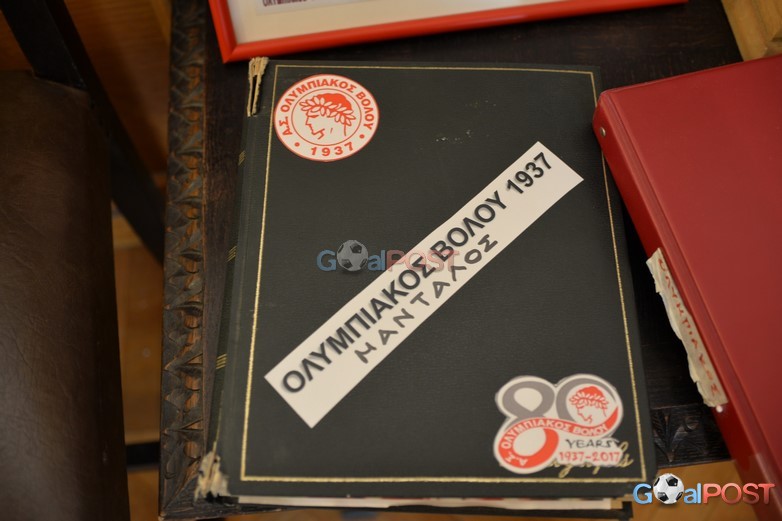 Α.Σ. ΟΛΥΜΠΙΑΚΟΣ ΒΟΛΟΥ
• 1937 •
ΟΛΥΜΠΙΑΚΟΣ ΒΟΛΟΥ 1937
ΜΑΝΤΑΛΟΣ
GoalPOST
80
Α.Σ. ΟΛΥΜΠΙΑΚΟΣ ΒΟΛΟΥ
YEARS
1937-2017
GoalPOST